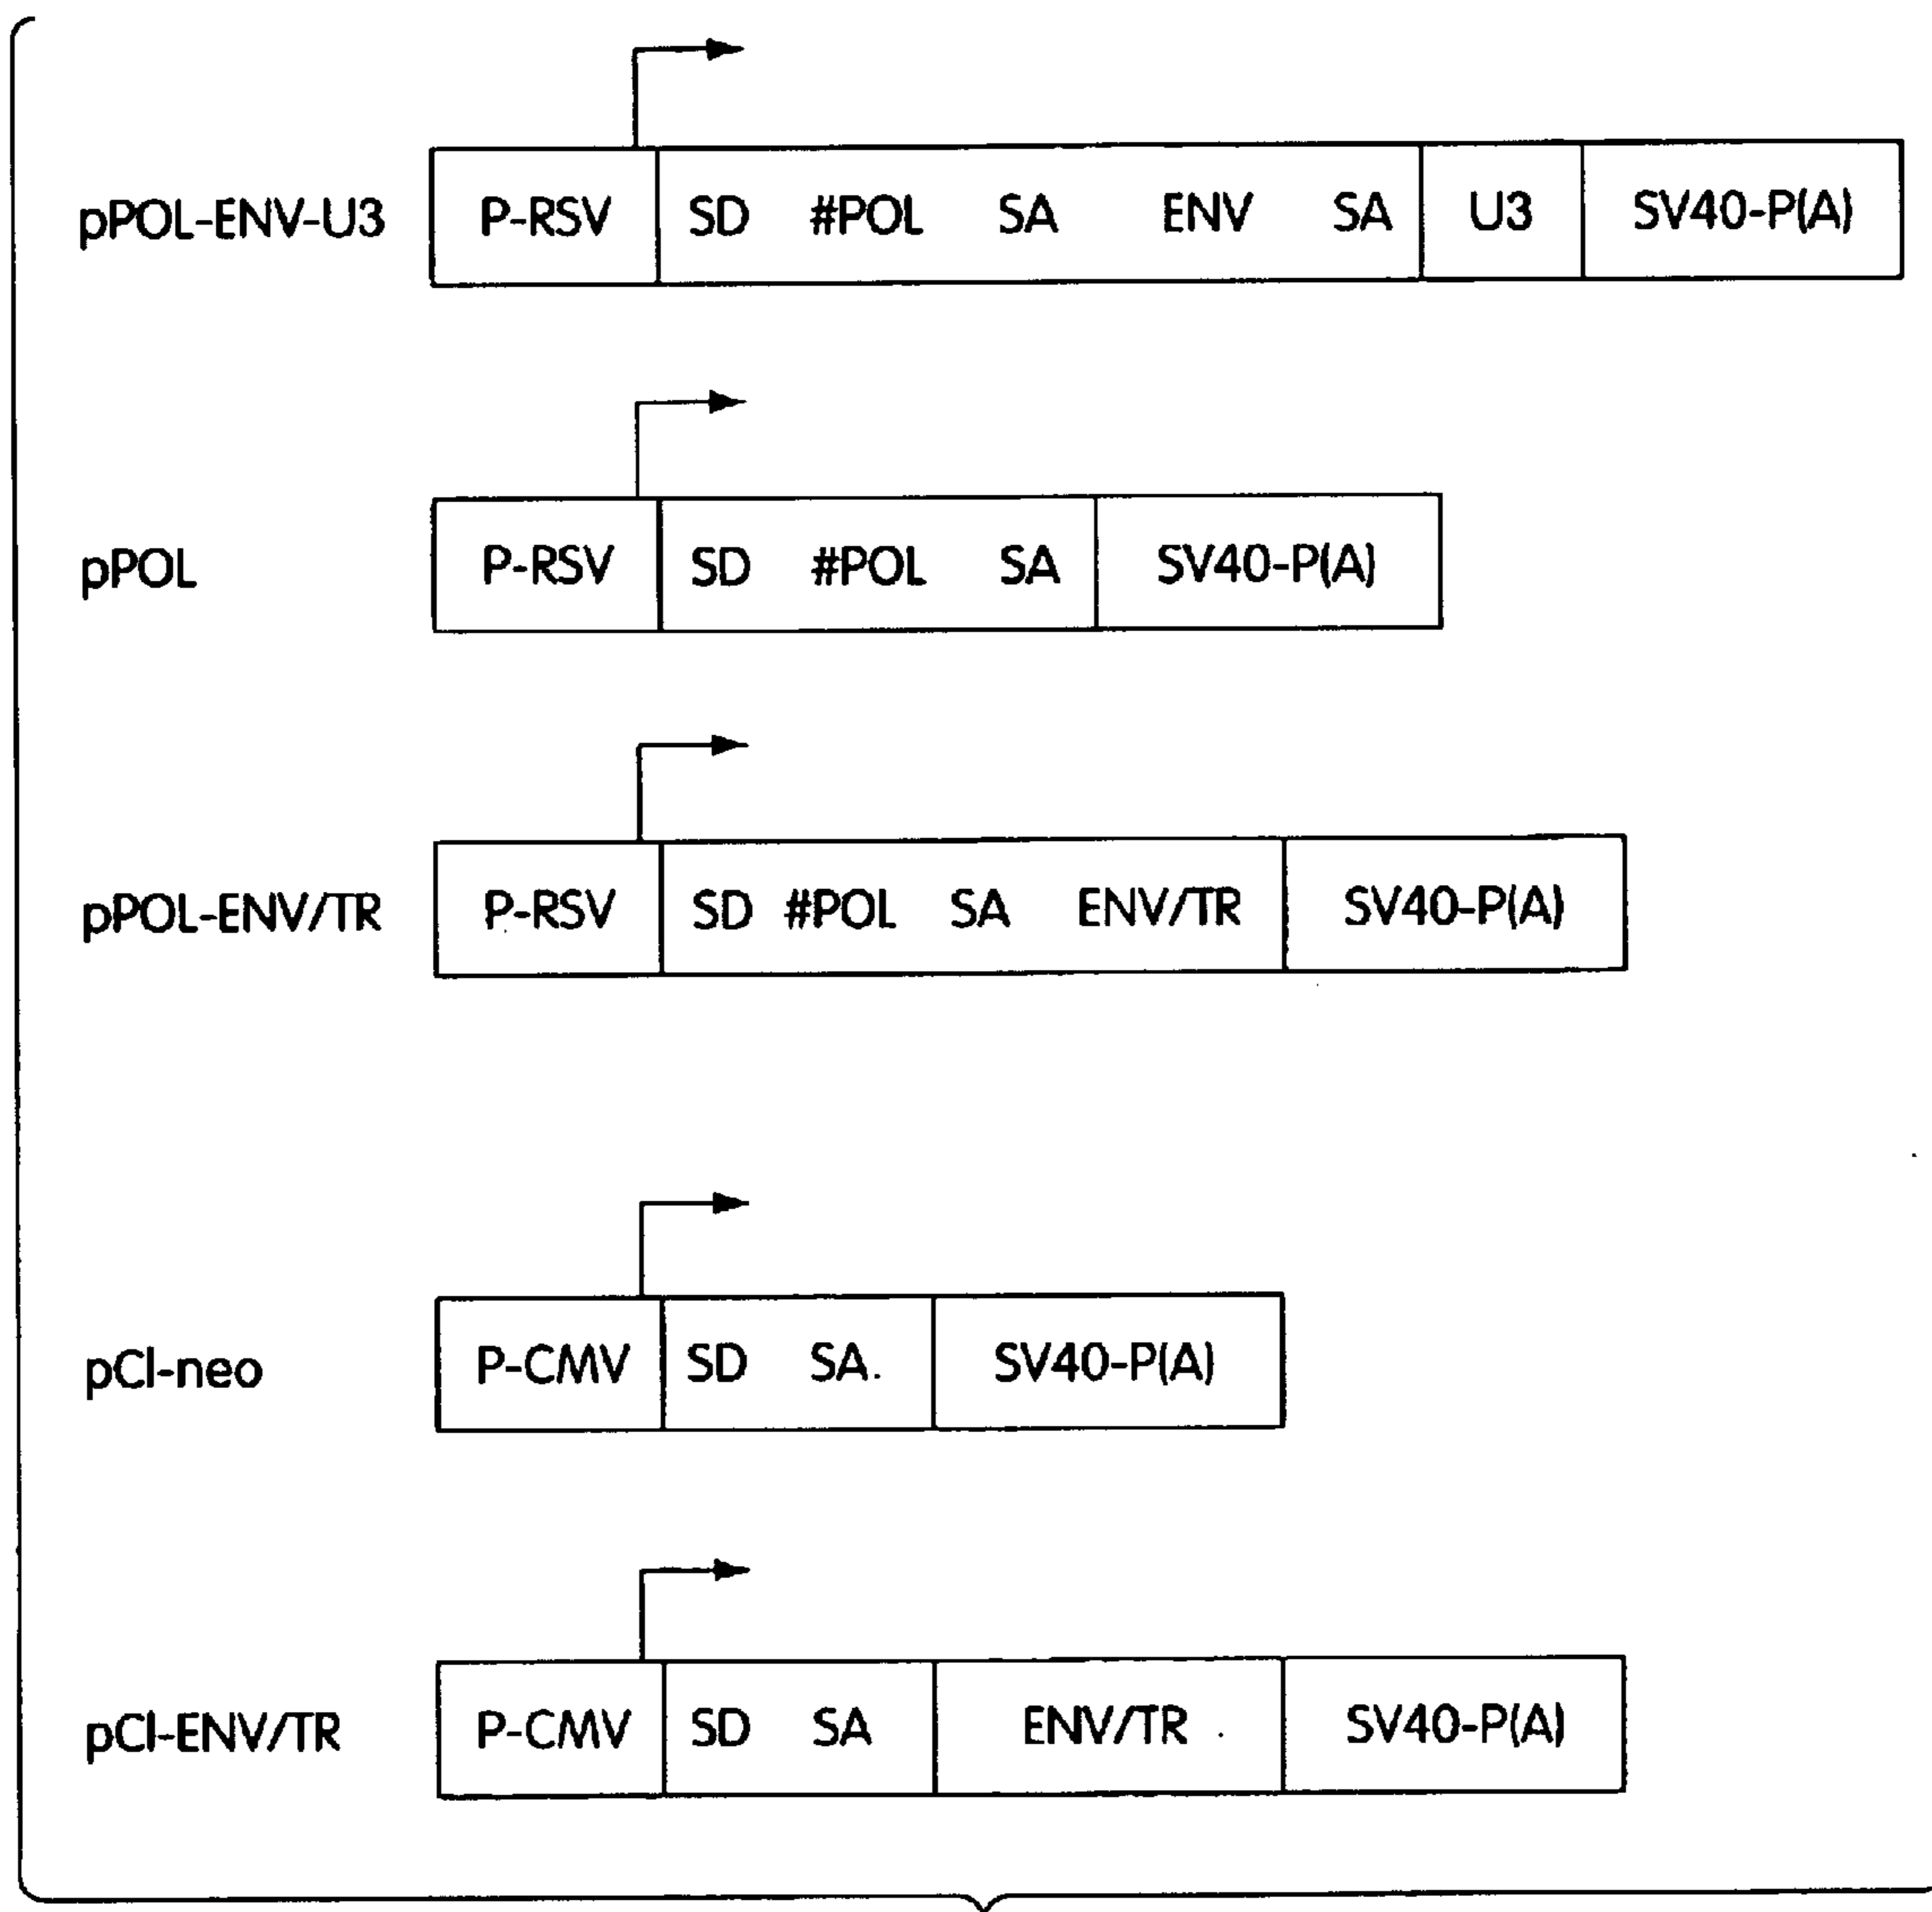 pPOL-ENV-U3 P-RSV SD #POL SA ENV SA U3 SV40-P(A)
pPOL P-RSV SD #POL SA SV40-P(A)
pPOL-ENV/TR P-RSV SD #POL SA ENV/TR SV40-P(A)
pCI-neo P-CMV SD SA. SV40-P(A)
pCI-ENV/TR P-CMV SD SA ENV/TR SV40-P(A)